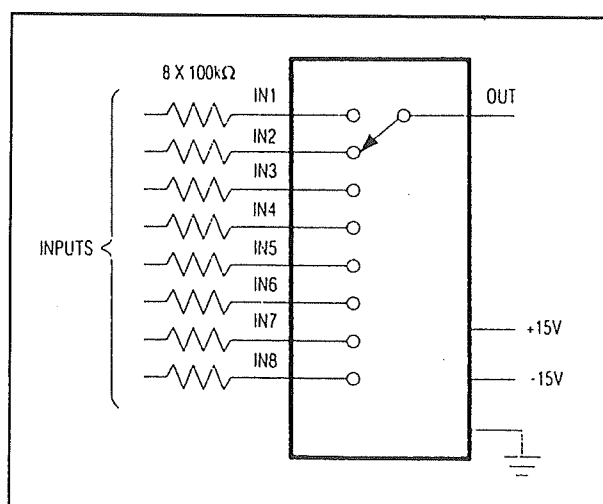 8 X 100kΩ
IN1
OUT
IN2
IN3
IN4
INPUTS
IN5
IN6
IN7
+15V
IN8
-15V